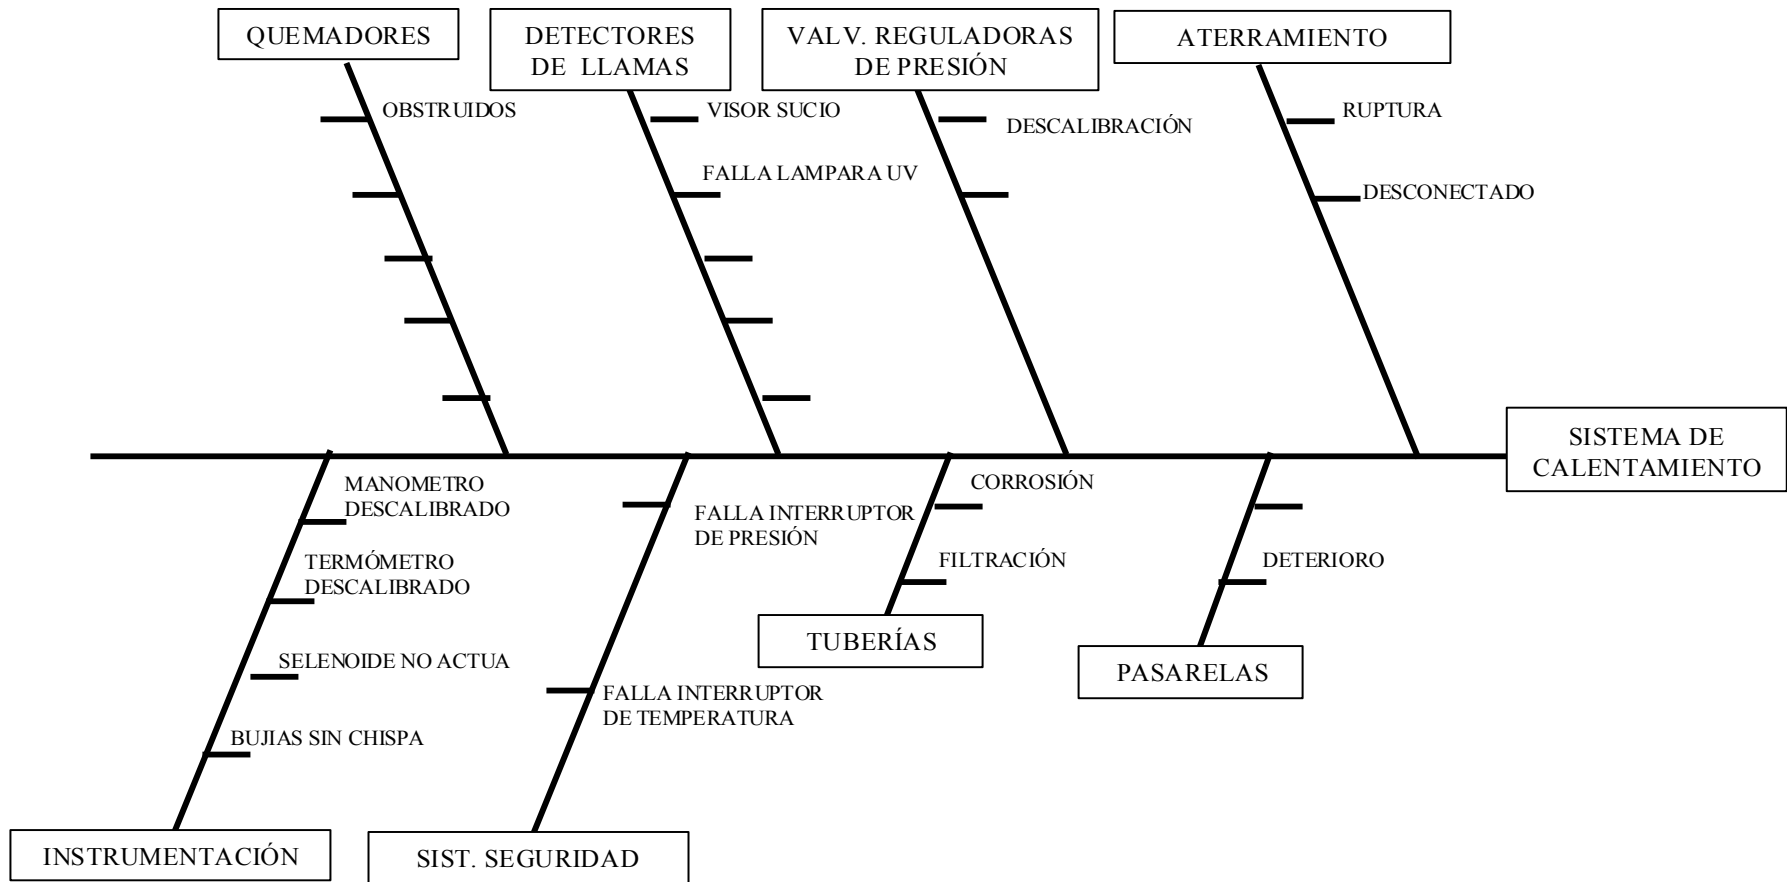 QUEMADORES
DETECTORES
DE LLAMAS
VALV. REGULADORAS
DE PRESIÓN
ATERRAMIENTO
OBSTRUIDOS
VISOR SUCIO
FALLA LAMPARA UV
DESCALIBRACIÓN
RUPTURA
DESCONECTADO
SISTEMA DE
CALENTAMIENTO
MANOMETRO
DESCALIBRADO
TERMÓMETRO
DESCALIBRADO
SELENOIDE NO ACTUA
BUJIAS SIN CHISPA
FALLA INTERRUPTOR
DE PRESIÓN
FALLA INTERRUPTOR
DE TEMPERATURA
CORROSIÓN
FILTRACIÓN
DETERIORO
TUBERÍAS
PASARELAS
INSTRUMENTACIÓN
SIST. SEGURIDAD